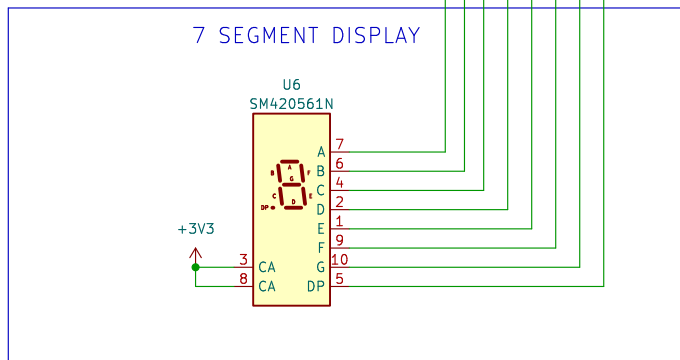 7 SEGMENT DISPLAY
U6
SM420561N
A 7
B 6
C 4
D 2
E 1
F 9
G 10
DP 5
+3V3
3 CA
8 CA
A
B F
G
C E
D
DP